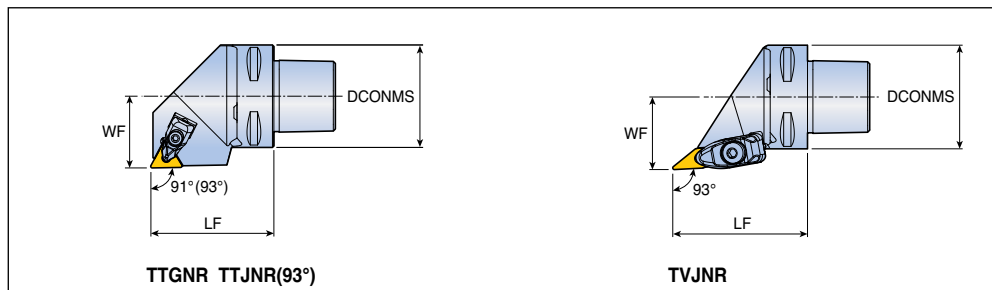 WF
DCONMS
91°(93°)
LF
TTGNR TTJNR(93°)
WF
DCONMS
93°
LF
TVJNR